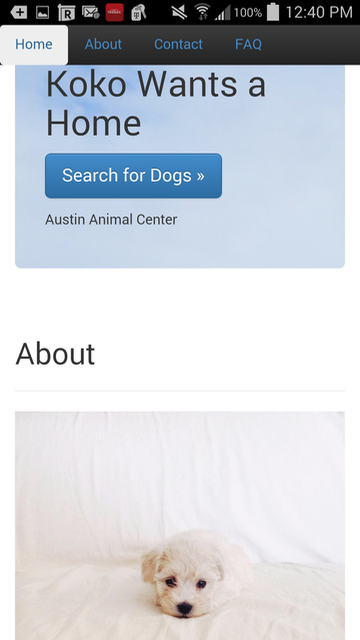 100% 12:40 PM
Home About Contact FAQ
Koko Wants a
Home
Search for Dogs »
Austin Animal Center
About